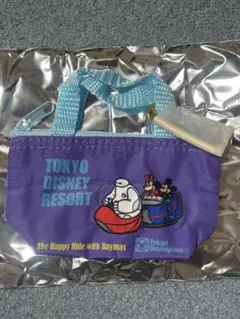 TOKYO
DISNEY
RESORT
The Happy Ride with Baymax
Tokyo
Disneyland